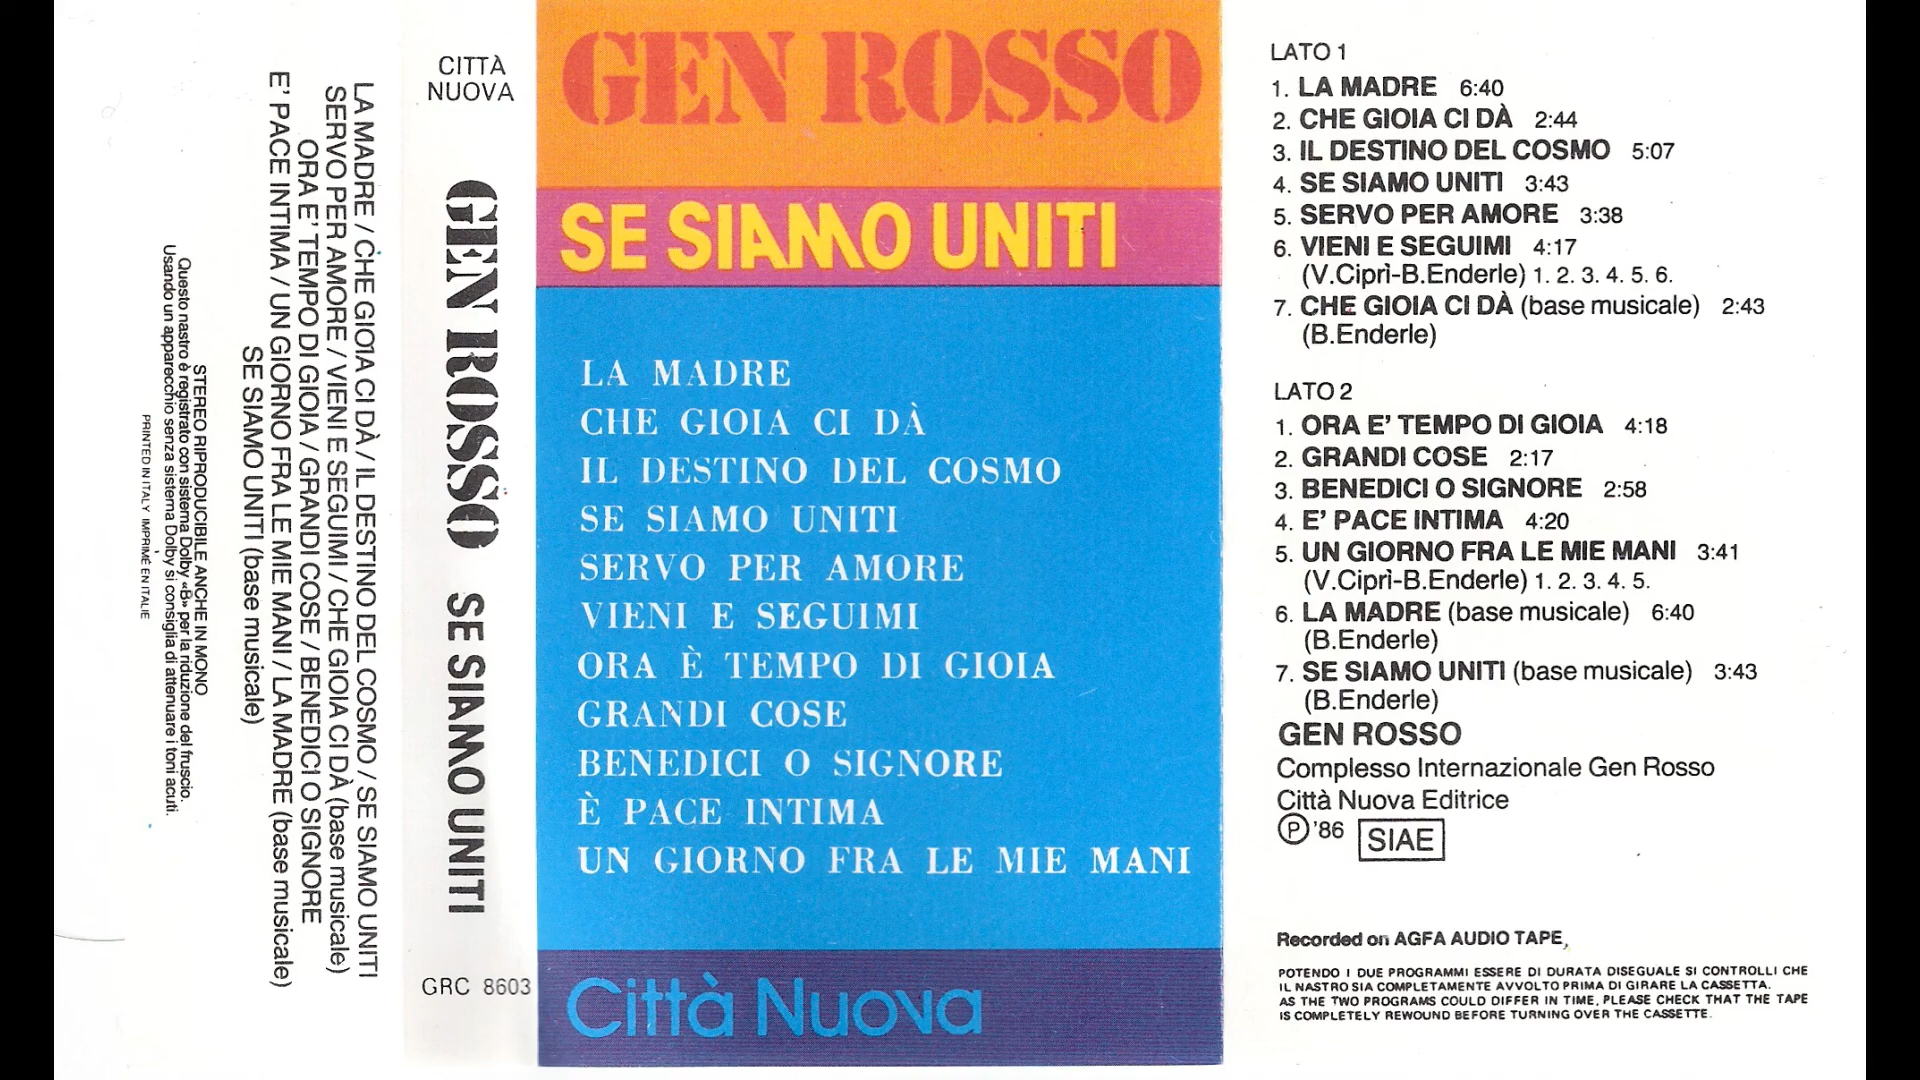 LA MADRE / CHE GIOIA CI DÀ / IL DESTINO DEL COSMO / SE SIAMO UNITI
SERVO PER AMORE / VIENI E SEGUIMI / CHE GIOIA CI DÀ (base musicale)
ORA E' TEMPO DI GIOIA / GRANDI COSE / BENEDICI O SIGNORE
E' PACE INTIMA / UN GIORNO FRA LE MIE MANI / LA MADRE (base musicale)
SE SIAMO UNITI (base musicale)
STEREO RIPRODUCIBILE ANCHE IN MONO
Questo nastro è registrato con sistema Dolby «B» per la riduzione del fruscio.
Usando un apparecchio senza sistema Dolby si consiglia di attenuare i toni acuti.
PRINTED IN ITALY IMPRIMÉ EN ITALIE
CITTÀ
NUOVA
GEN ROSSO SE SIAMO UNITI
GRC 8603
GEN ROSSO
SE SIAMO UNITI
LA MADRE
CHE GIOIA CI DÀ
IL DESTINO DEL COSMO
SE SIAMO UNITI
SERVO PER AMORE
VIENI E SEGUIMI
ORA È TEMPO DI GIOIA
GRANDI COSE
BENEDICI O SIGNORE
È PACE INTIMA
UN GIORNO FRA LE MIE MANI
Città Nuova
LATO 1
1. LA MADRE 6:40
2. CHE GIOIA CI DÀ 2:44
3. IL DESTINO DEL COSMO 5:07
4. SE SIAMO UNITI 3:43
5. SERVO PER AMORE 3:38
6. VIENI E SEGUIMI 4:17
(V.Ciprì-B.Enderle) 1. 2. 3. 4. 5. 6.
7. CHE GIOIA CI DÀ (base musicale) 2:43
(B.Enderle)
LATO 2
1. ORA E' TEMPO DI GIOIA 4:18
2. GRANDI COSE 2:17
3. BENEDICI O SIGNORE 2:58
4. E' PACE INTIMA 4:20
5. UN GIORNO FRA LE MIE MANI 3:41
(V.Ciprì-B.Enderle) 1. 2. 3. 4. 5.
6. LA MADRE (base musicale) 6:40
(B.Enderle)
7. SE SIAMO UNITI (base musicale) 3:43
(B.Enderle)
GEN ROSSO
Complesso Internazionale Gen Rosso
Città Nuova Editrice
℗ '86 SIAE
Recorded on AGFA AUDIO TAPE,
POTENDO I DUE PROGRAMMI ESSERE DI DURATA DISEGUALE SI CONTROLLI CHE
IL NASTRO SIA COMPLETAMENTE AVVOLTO PRIMA DI GIRARE LA CASSETTA.
AS THE TWO PROGRAMS COULD DIFFER IN TIME, PLEASE CHECK THAT THE TAPE
IS COMPLETELY REWOUND BEFORE TURNING OVER THE CASSETTE.